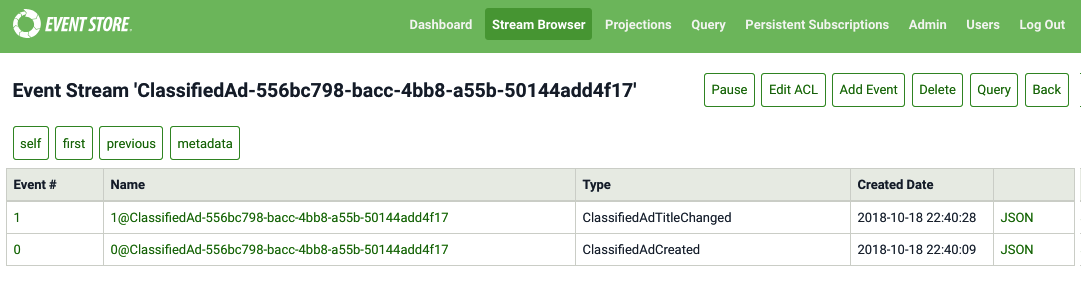 EVENT STORE Dashboard Stream Browser Projections Query Persistent Subscriptions Admin Users Log Out
Event Stream 'ClassifiedAd-556bc798-bacc-4bb8-a55b-50144add4f17' Pause Edit ACL Add Event Delete Query Back
self first previous metadata
Event # Name Type Created Date
1 1@ClassifiedAd-556bc798-bacc-4bb8-a55b-50144add4f17 ClassifiedAdTitleChanged 2018-10-18 22:40:28 JSON
0 0@ClassifiedAd-556bc798-bacc-4bb8-a55b-50144add4f17 ClassifiedAdCreated 2018-10-18 22:40:09 JSON